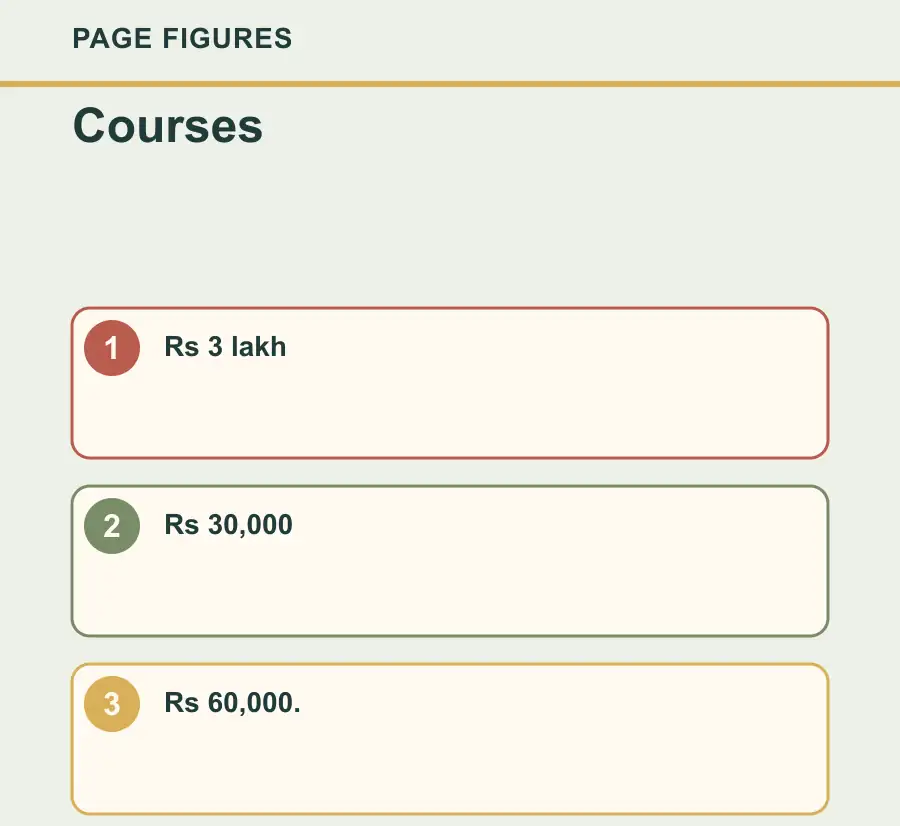 PAGE FIGURES
Courses
1
Rs 3 lakh
2
Rs 30,000
3
Rs 60,000.